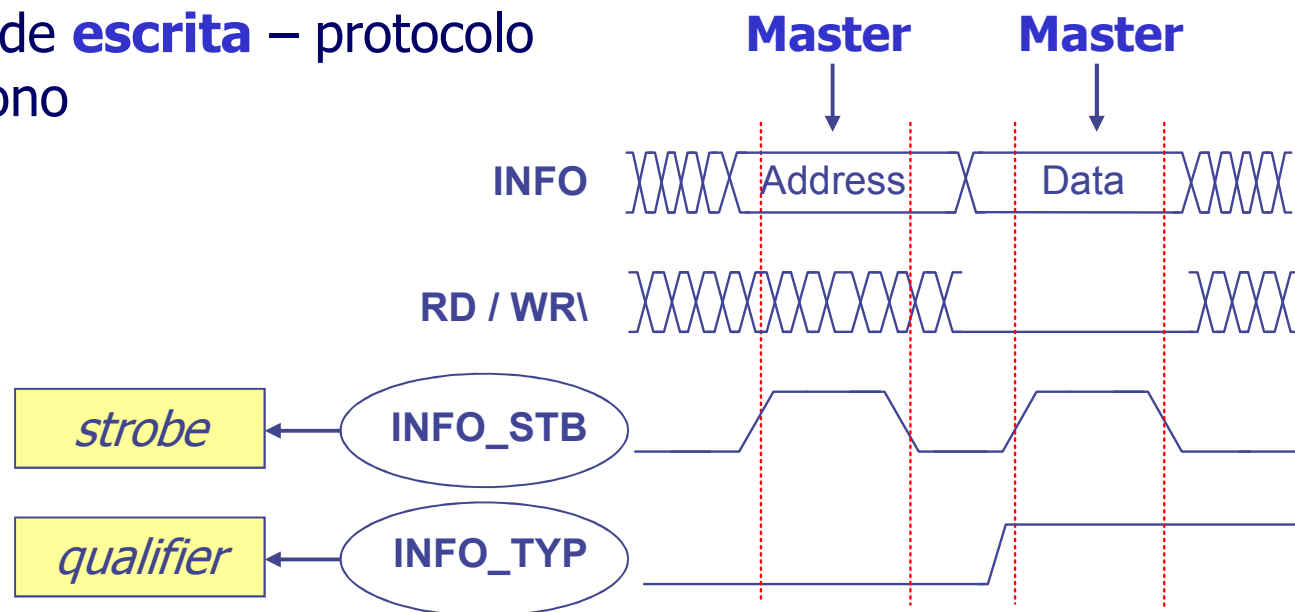 de escrita – protocolo
ono
Master Master
INFO Address Data
RD / WR\
strobe INFO_STB
qualifier INFO_TYP